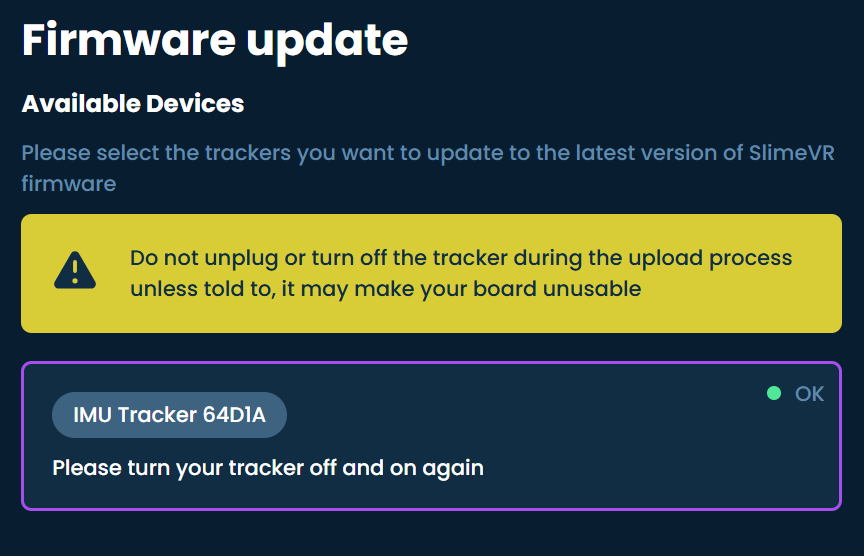 Firmware update
Available Devices
Please select the trackers you want to update to the latest version of SlimeVR
firmware
Do not unplug or turn off the tracker during the upload process
unless told to, it may make your board unusable
OK
IMU Tracker 64D1A
Please turn your tracker off and on again